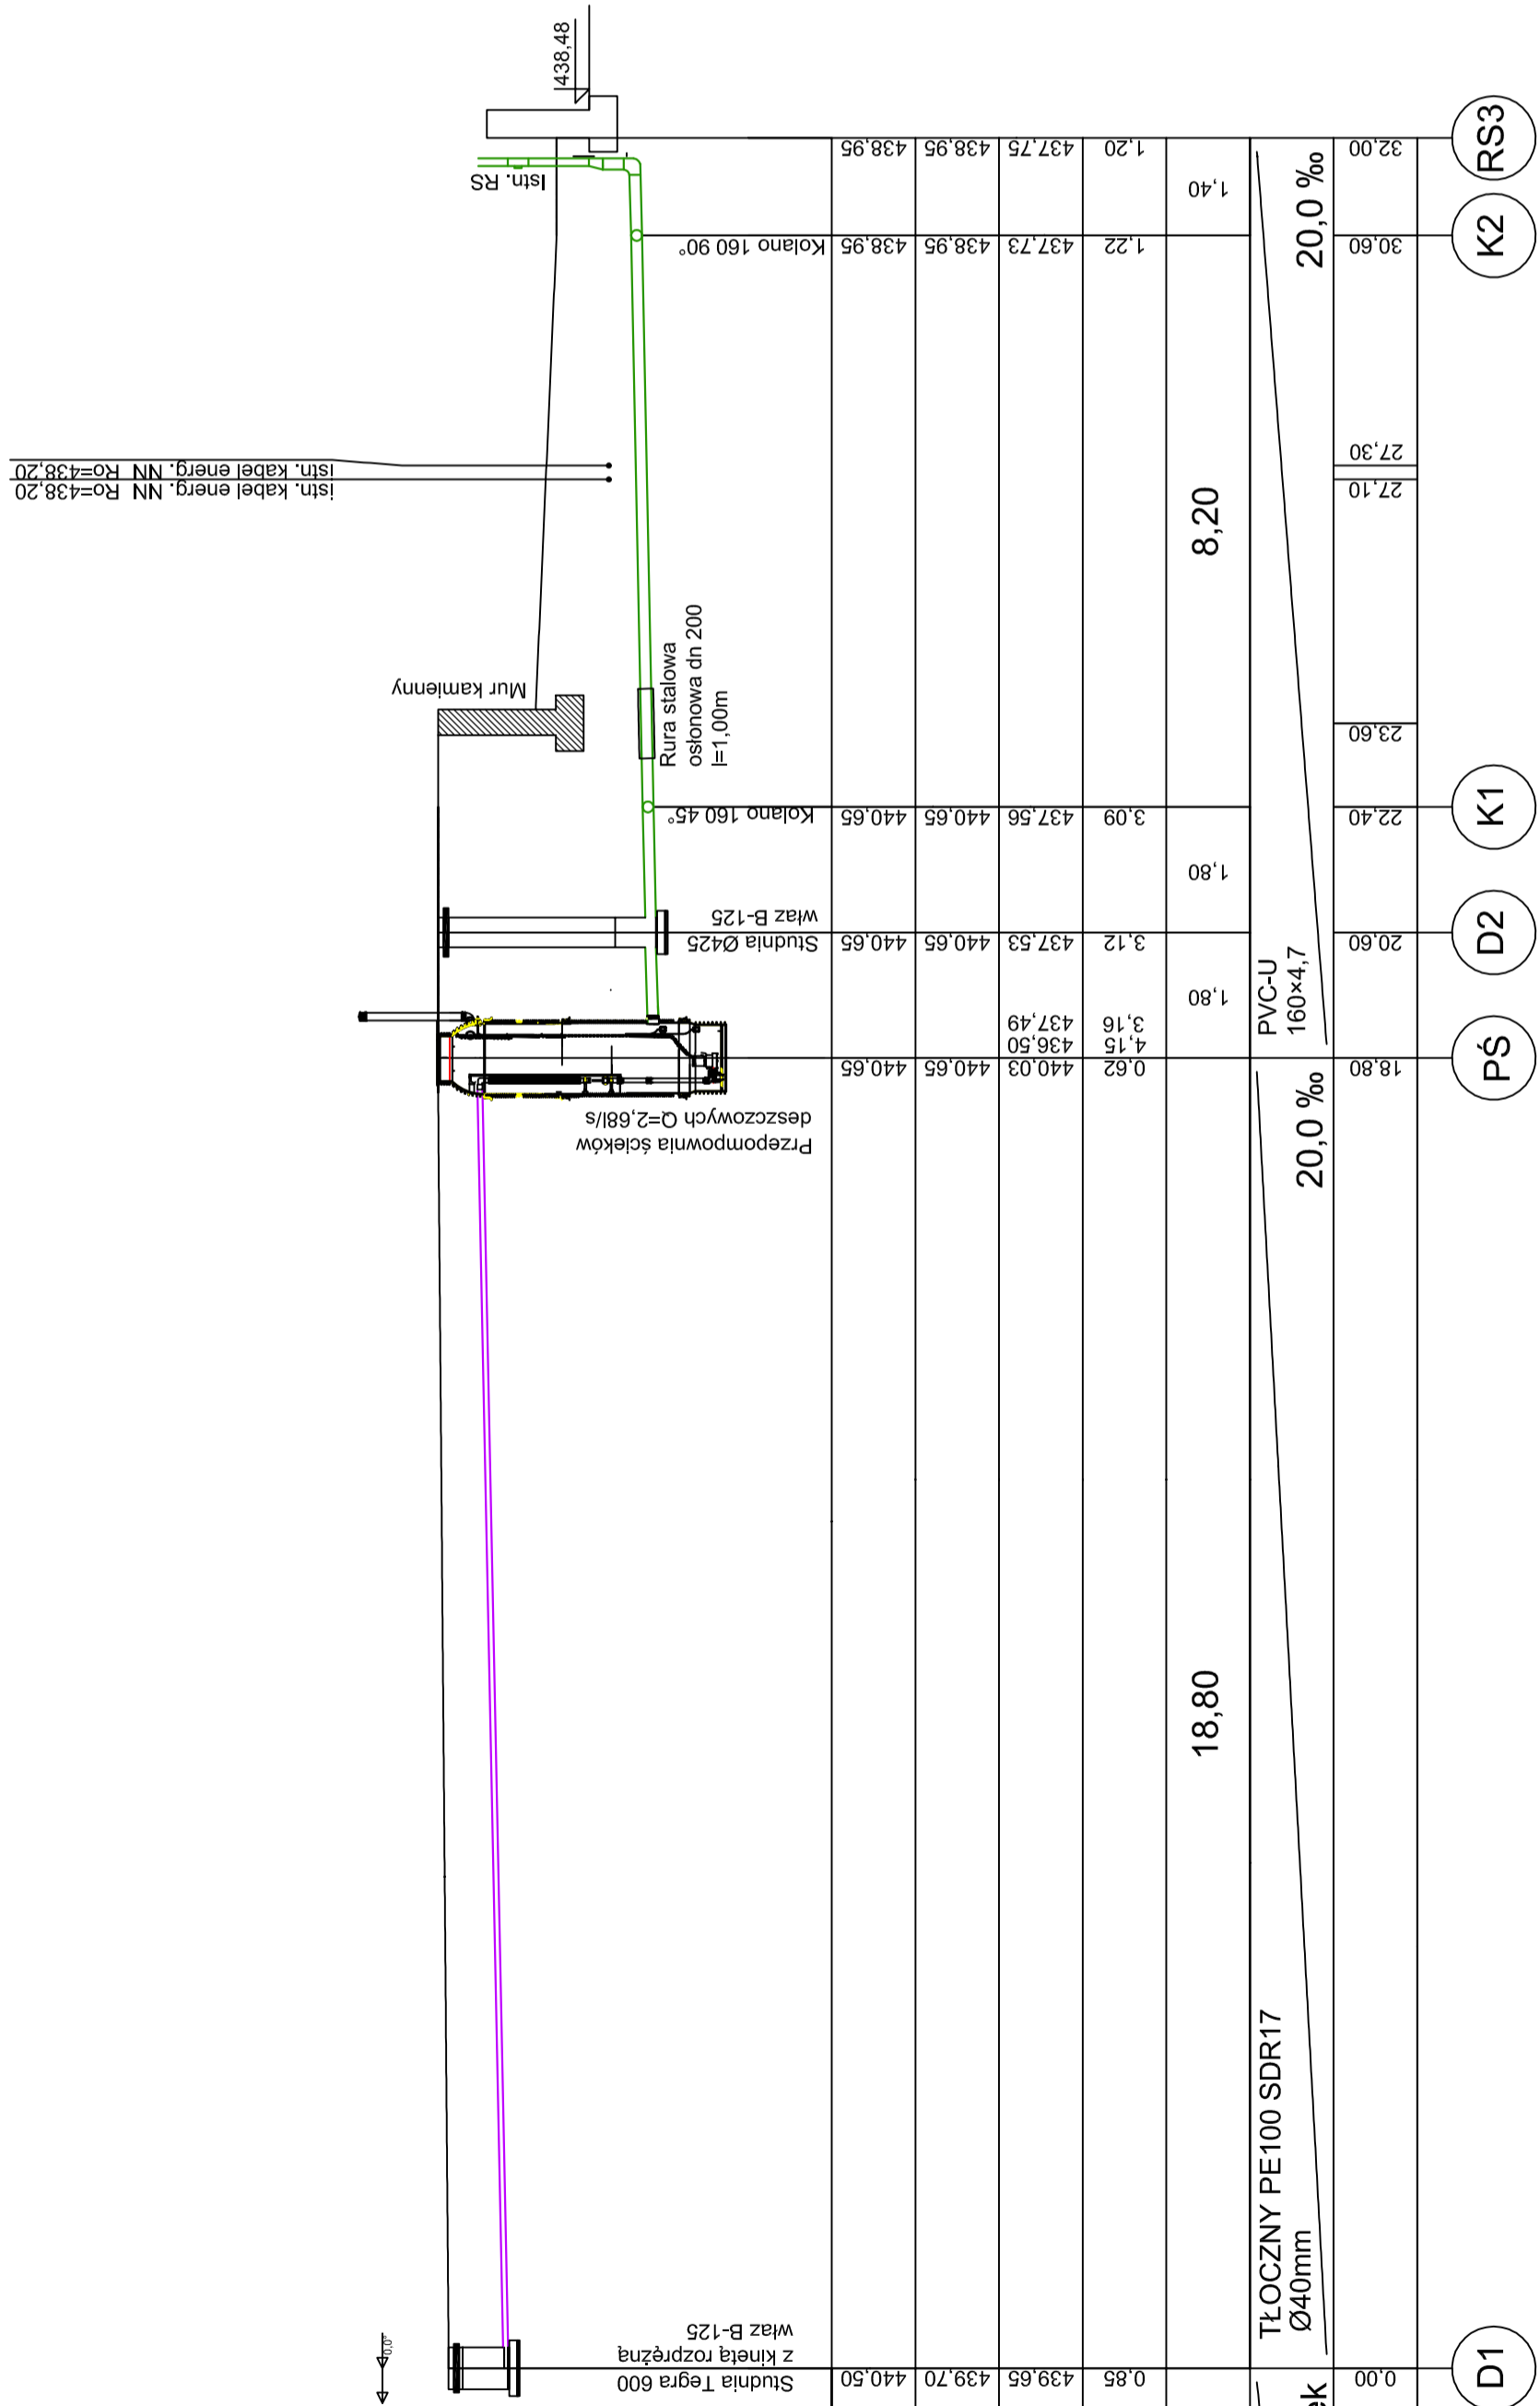 438,48
Istn. RS
istn. kabel energ. NN Ro=438,20
istn. kabel energ. NN Ro=438,20
Mur kamienny
Rura stalowa
osłonowa dn 200
l=1,00m
Kolano 160 90°
Kolano 160 45°
Studnia Ø425
właz B-125
Przepompownia ścieków
deszczowych Q=2,68l/s
Studnia Tegra 600
z kinetą rozprężną
właz B-125
0,0°
438,95
438,95
437,75
1,20
1,40
20,0 ‰
32,00
RS3
438,95
438,95
437,73
1,22
30,60
K2
27,30
27,10
8,20
23,60
440,65
440,65
437,56
3,09
22,40
K1
1,80
440,65
440,65
437,53
3,12
20,60
D2
1,80
PVC-U
160×4,7
437,49
3,16
436,50
4,15
440,65
440,65
440,03
0,62
18,80
PŚ
20,0 ‰
18,80
TŁOCZNY PE100 SDR17
Ø40mm
440,50
439,70
439,65
0,85
0,00
D1